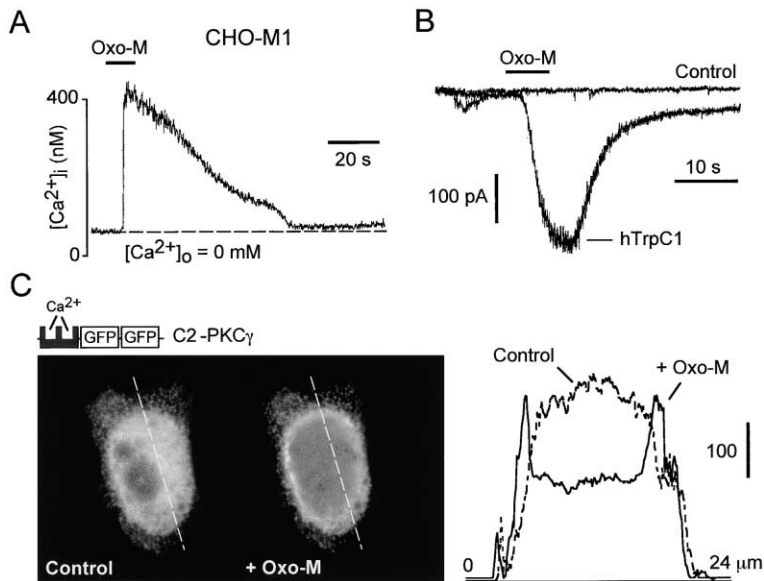 A
Oxo-M
CHO-M1
400
[Ca²⁺]i (nM)
0
20 s
[Ca²⁺]o = 0 mM
B
Oxo-M
Control
100 pA
10 s
hTrpC1
C
Ca²⁺
GFP GFP C2-PKCγ
Control
+ Oxo-M
Control
+ Oxo-M
100
0
24 μm